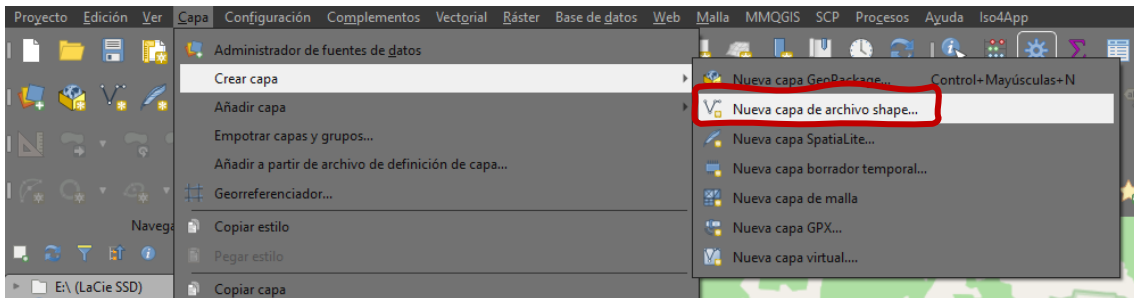 Proyecto Edición Ver Capa Configuración Complementos Vectorial Ráster Base de datos Web Malla MMQGIS SCP Procesos Ayuda Iso4App
Administrador de fuentes de datos
Crear capa
Nueva capa GeoPackage... Control+Mayúsculas+N
Añadir capa
Nueva capa de archivo shape...
Empotrar capas y grupos...
Nueva capa SpatiaLite...
Añadir a partir de archivo de definición de capa...
Nueva capa borrador temporal...
Georreferenciador...
Nueva capa de malla
Navega
Copiar estilo
Nueva capa GPX...
Pegar estilo
Nueva capa virtual....
E:\ (LaCie SSD)
Copiar capa